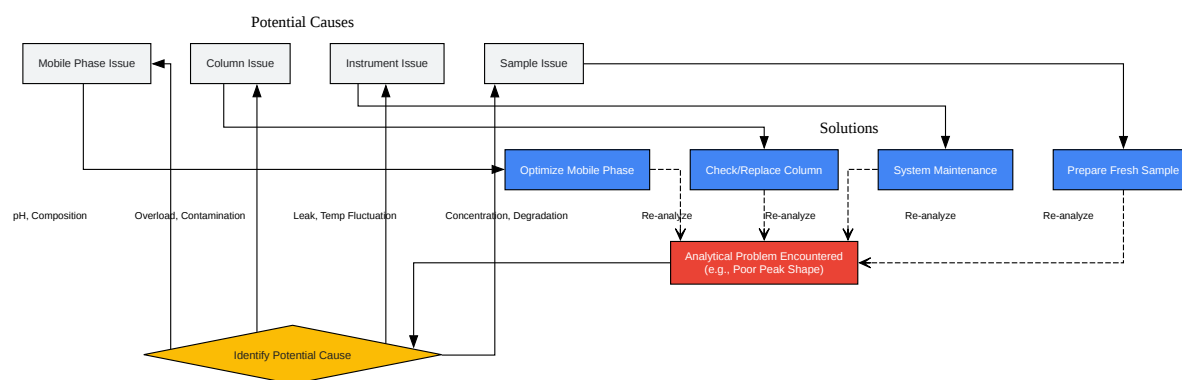 Potential Causes
Mobile Phase Issue
Column Issue
Instrument Issue
Sample Issue
Solutions
Optimize Mobile Phase
Check/Replace Column
System Maintenance
Prepare Fresh Sample
pH, Composition
Overload, Contamination
Leak, Temp Fluctuation
Concentration, Degradation
Re-analyze
Re-analyze
Re-analyze
Re-analyze
Analytical Problem Encountered
(e.g., Poor Peak Shape)
Identify Potential Cause